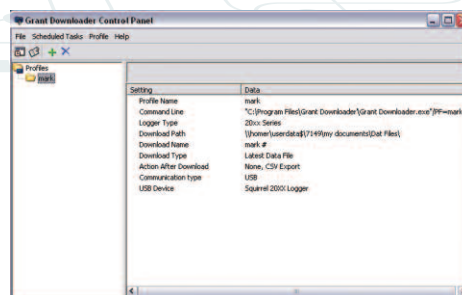 Grant Downloader Control Panel
File Scheduled Tasks Profile Help
Profiles
mark
Setting Data
Profile Name mark
Command Line "C:\Program Files\Grant Downloader\Grant Downloader.exe"/PF=mark
Logger Type 20xx Series
Download Path \\homer\userdata$\7149\my documents\Dat Files\
Download Name mark #
Download Type Latest Data File
Action After Download None, CSV Export
Communication type USB
USB Device Squirrel 20XX Logger